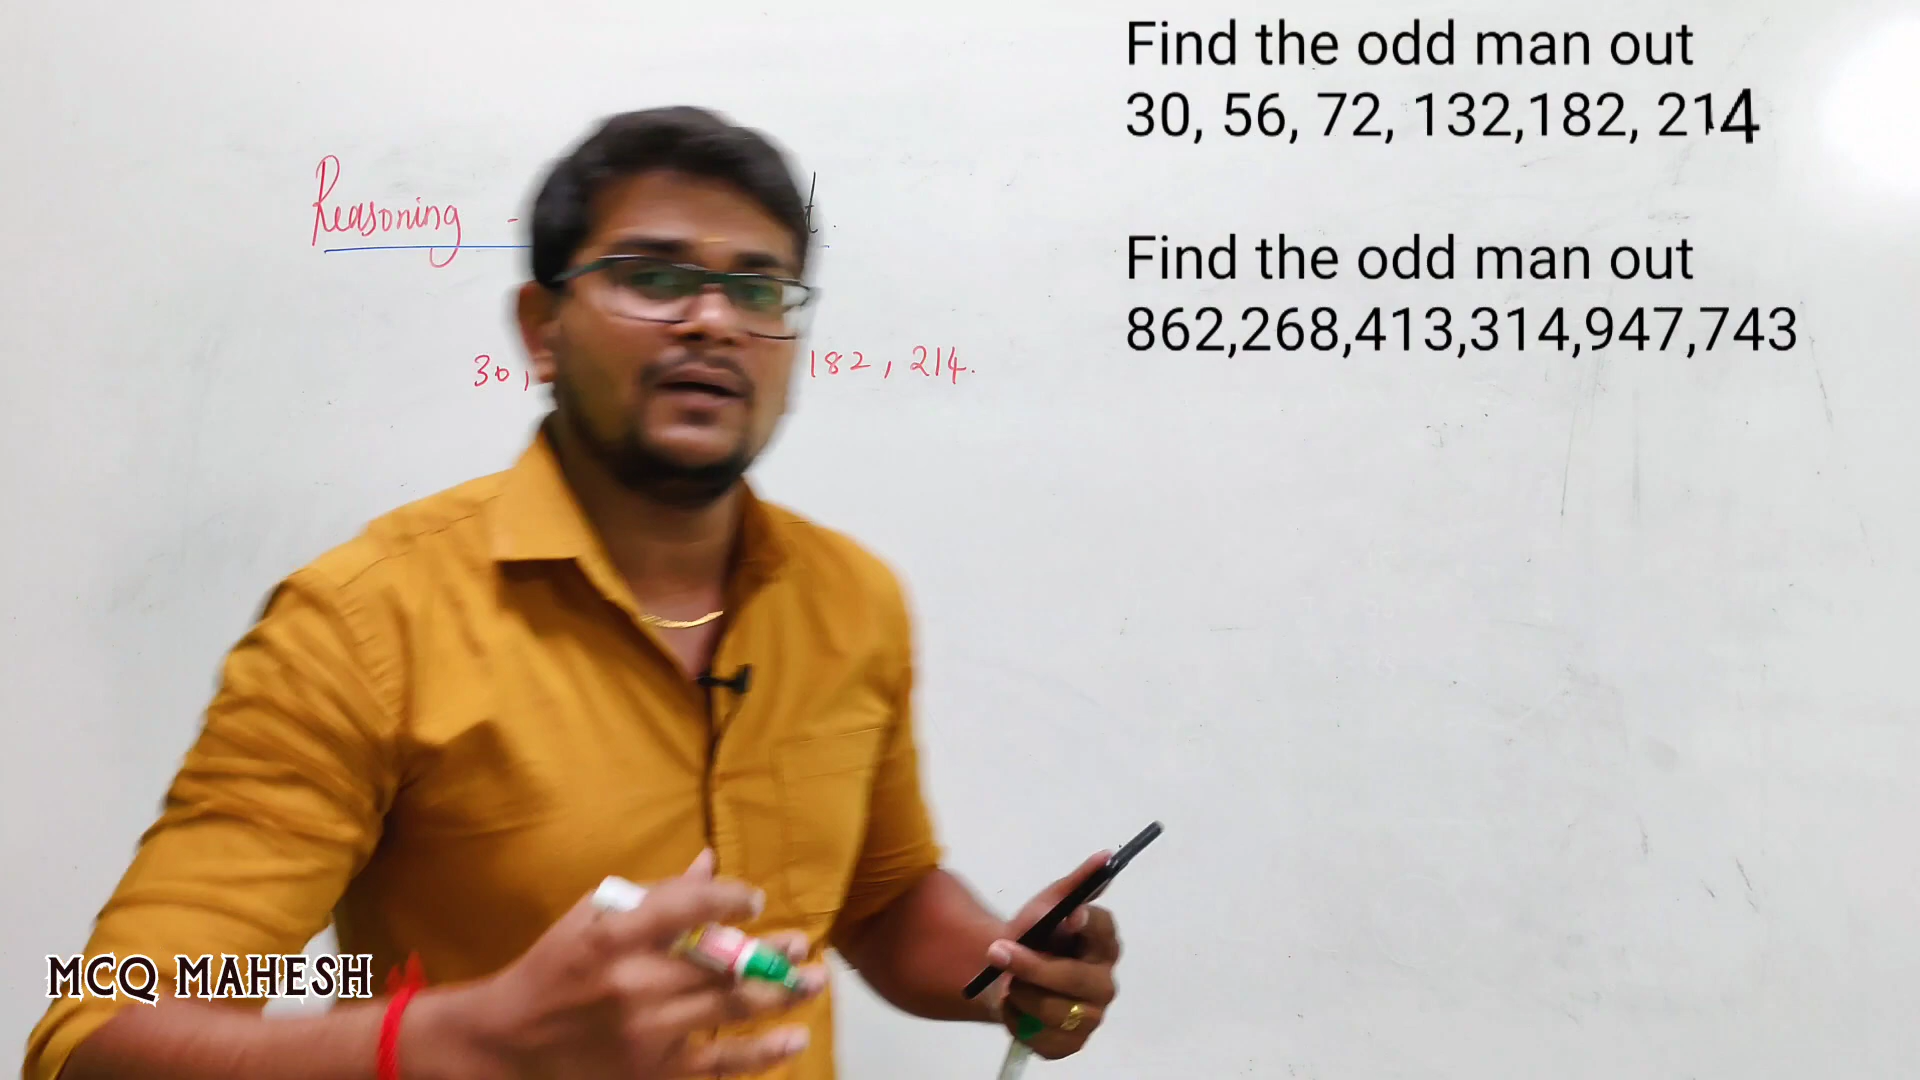 Find the odd man out
30, 56, 72, 132,182, 214
Find the odd man out
862,268,413,314,947,743
Reasoning -
30,
182, 214.
MCQ MAHESH